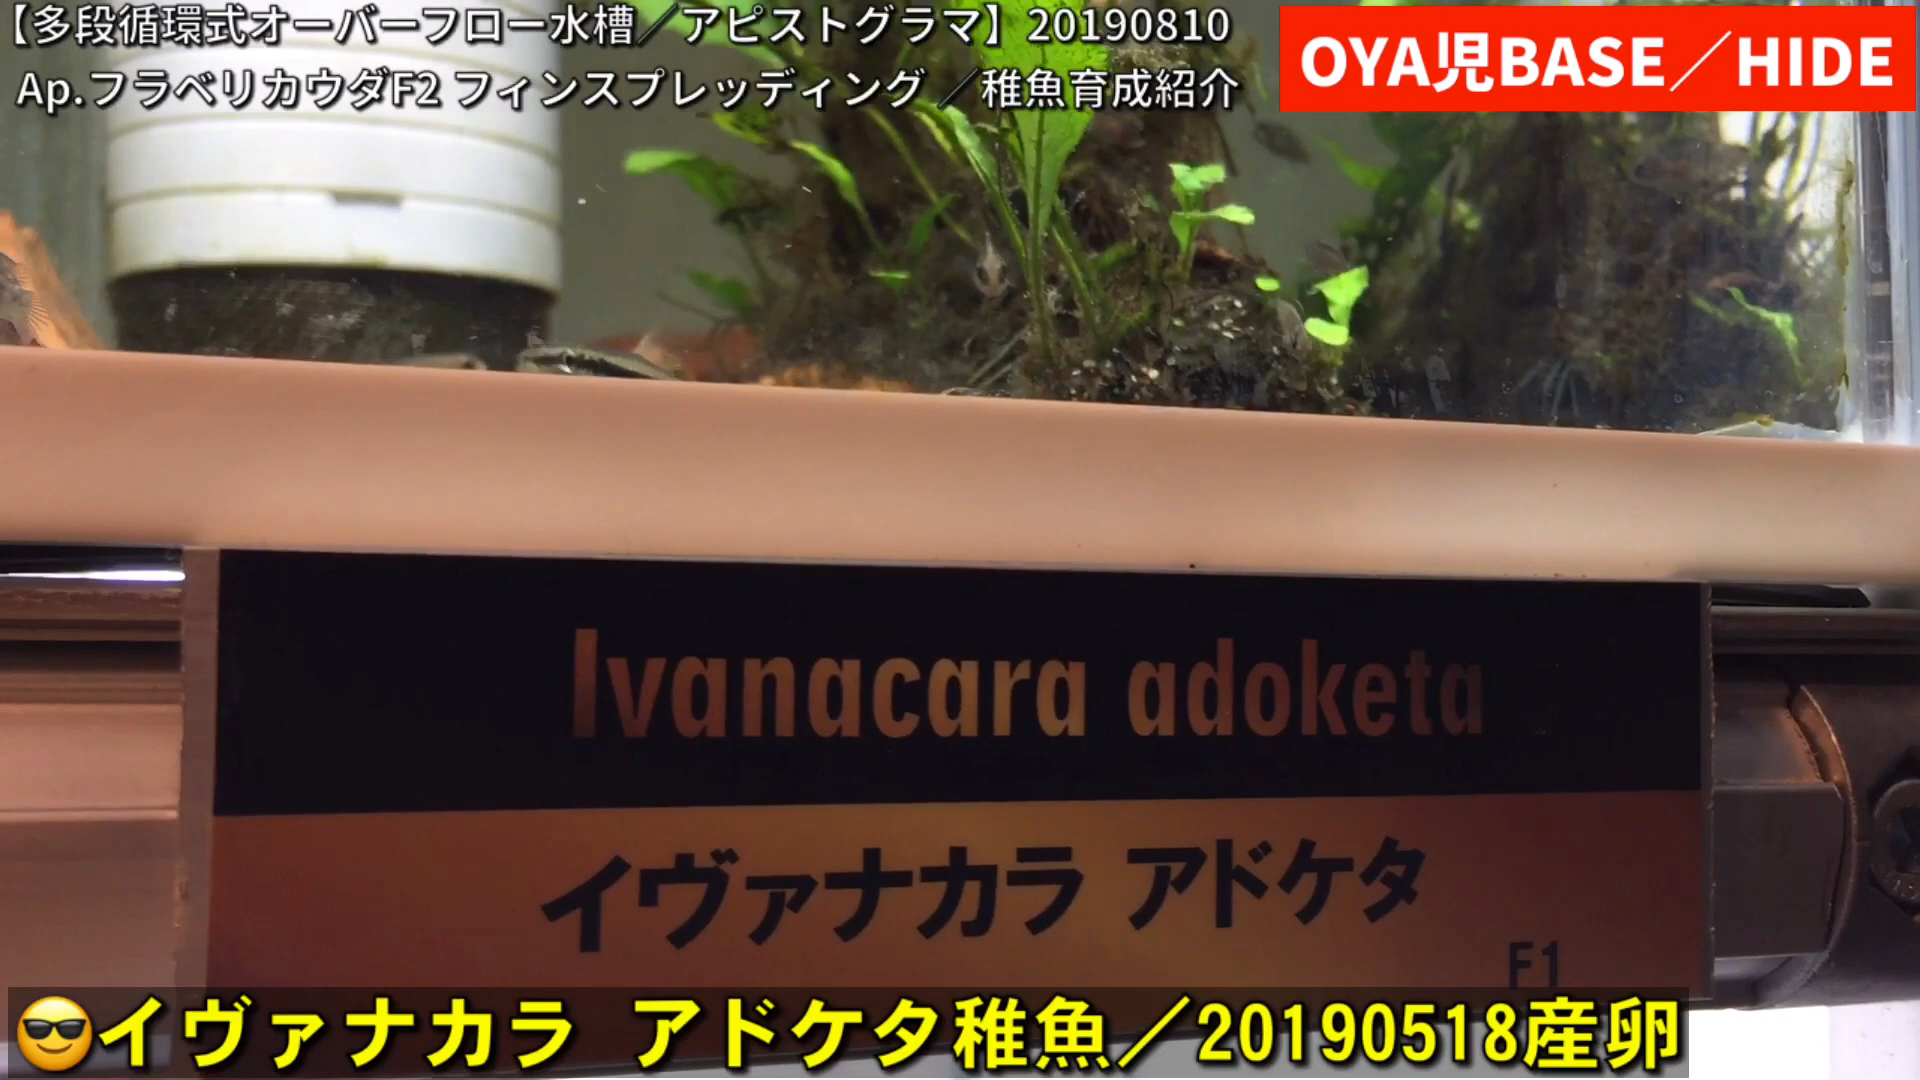 【多段循環式オーバーフロー水槽／アピストグラマ】20190810
Ap.フラベリカウダF2 フィンスプレッディング ／稚魚育成紹介
OYA児BASE／HIDE
Ivanacara adoketa
イヴァナカラ アドケタ
F1
😎イヴァナカラ アドケタ稚魚／20190518産卵